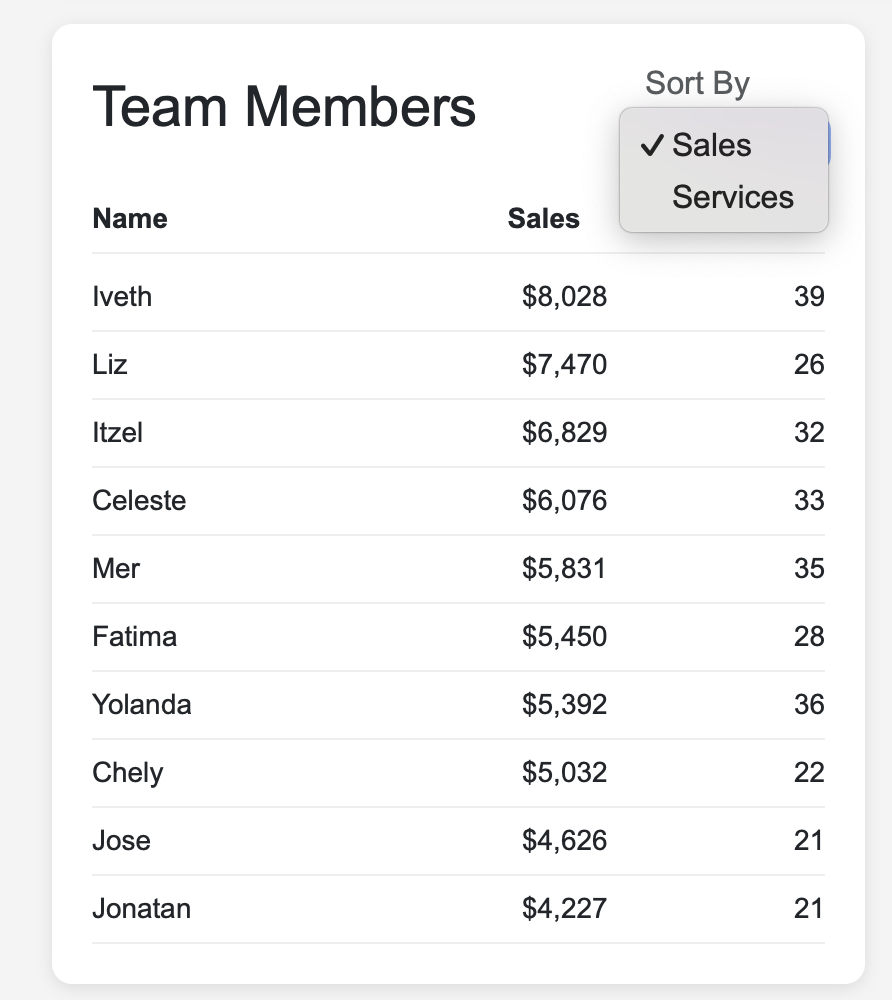 Team Members
Sort By
✓ Sales
Services
Name Sales
Iveth $8,028 39
Liz $7,470 26
Itzel $6,829 32
Celeste $6,076 33
Mer $5,831 35
Fatima $5,450 28
Yolanda $5,392 36
Chely $5,032 22
Jose $4,626 21
Jonatan $4,227 21